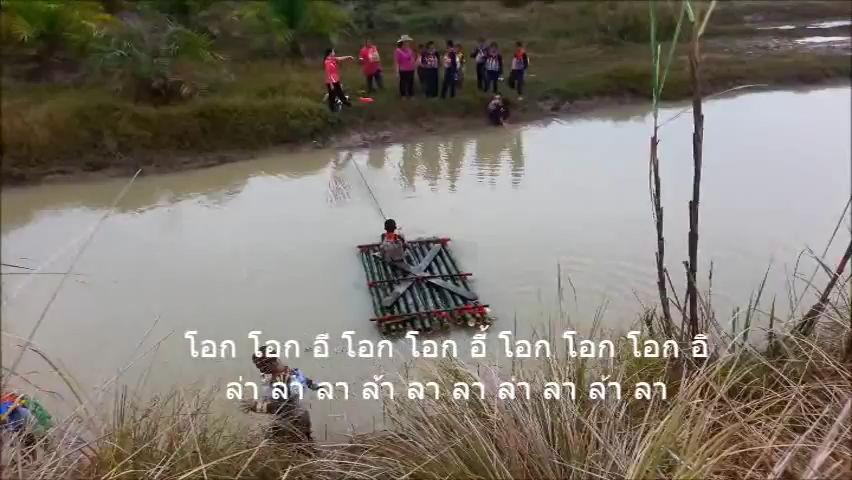 โอก โอก อี โอก โอก อี้ โอก โอก โอก อิ
ล่า ล่า ลา ล้า ลา ล่า ล่า ลา ล้า ลา